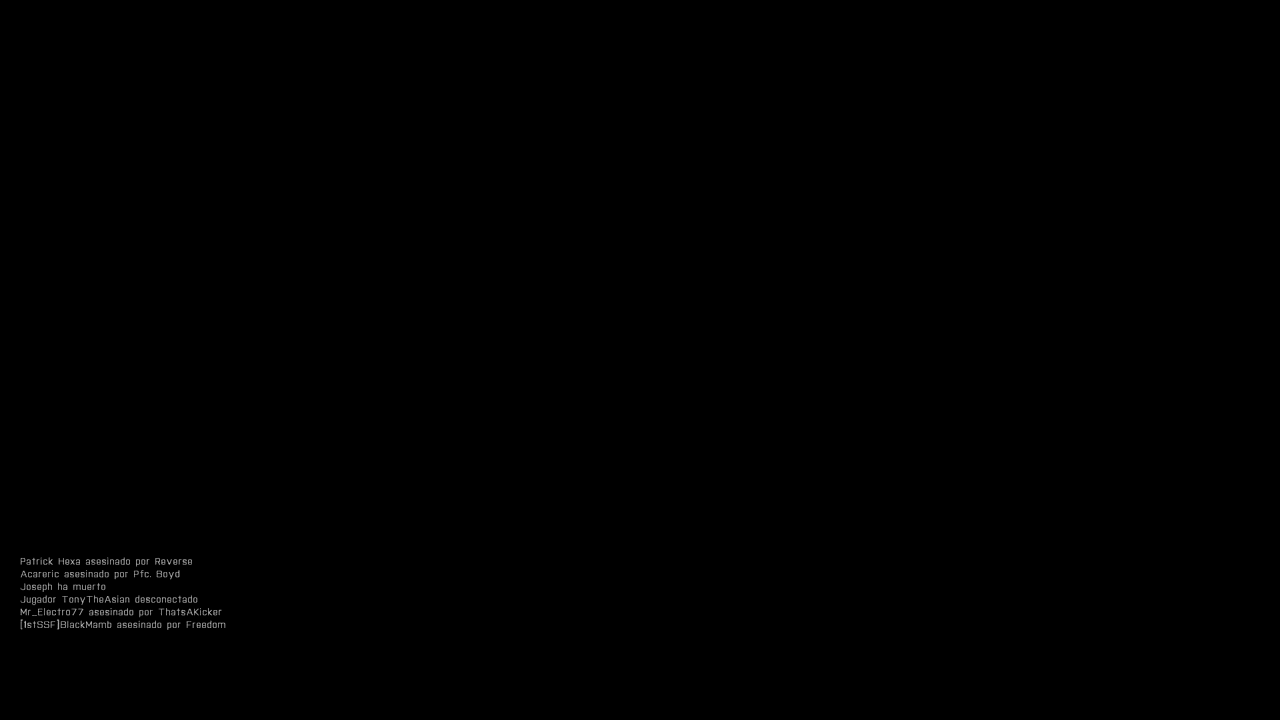 Patrick Hexa asesinado por Reverse
Acareric asesinado por Pfc. Boyd
Joseph ha muerto
Jugador TonyTheAsian desconectado
Mr_Electro77 asesinado por ThatsAKicker
[1stSSF]BlackMamb asesinado por Freedom